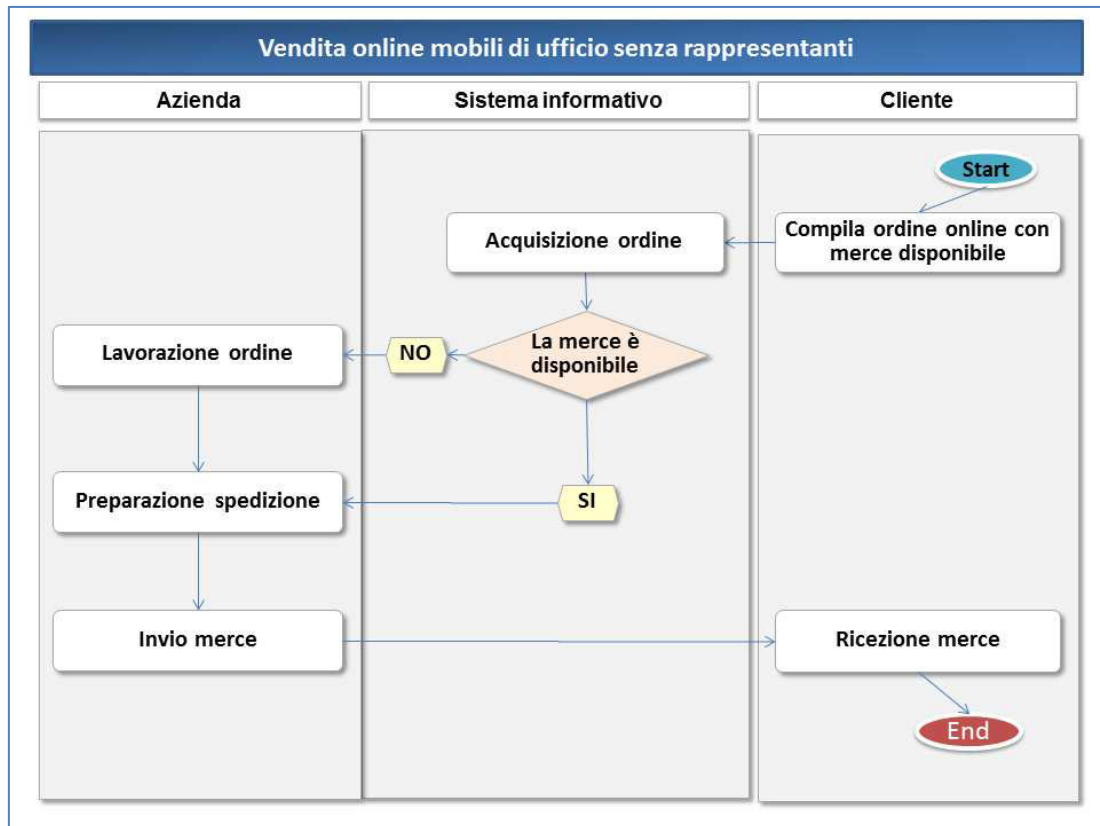 Vendita online mobili di ufficio senza rappresentanti
Azienda
Sistema informativo
Cliente
Start
Compila ordine online con
merce disponibile
Acquisizione ordine
La merce è
disponibile
NO
Lavorazione ordine
SI
Preparazione spedizione
Invio merce
Ricezione merce
End